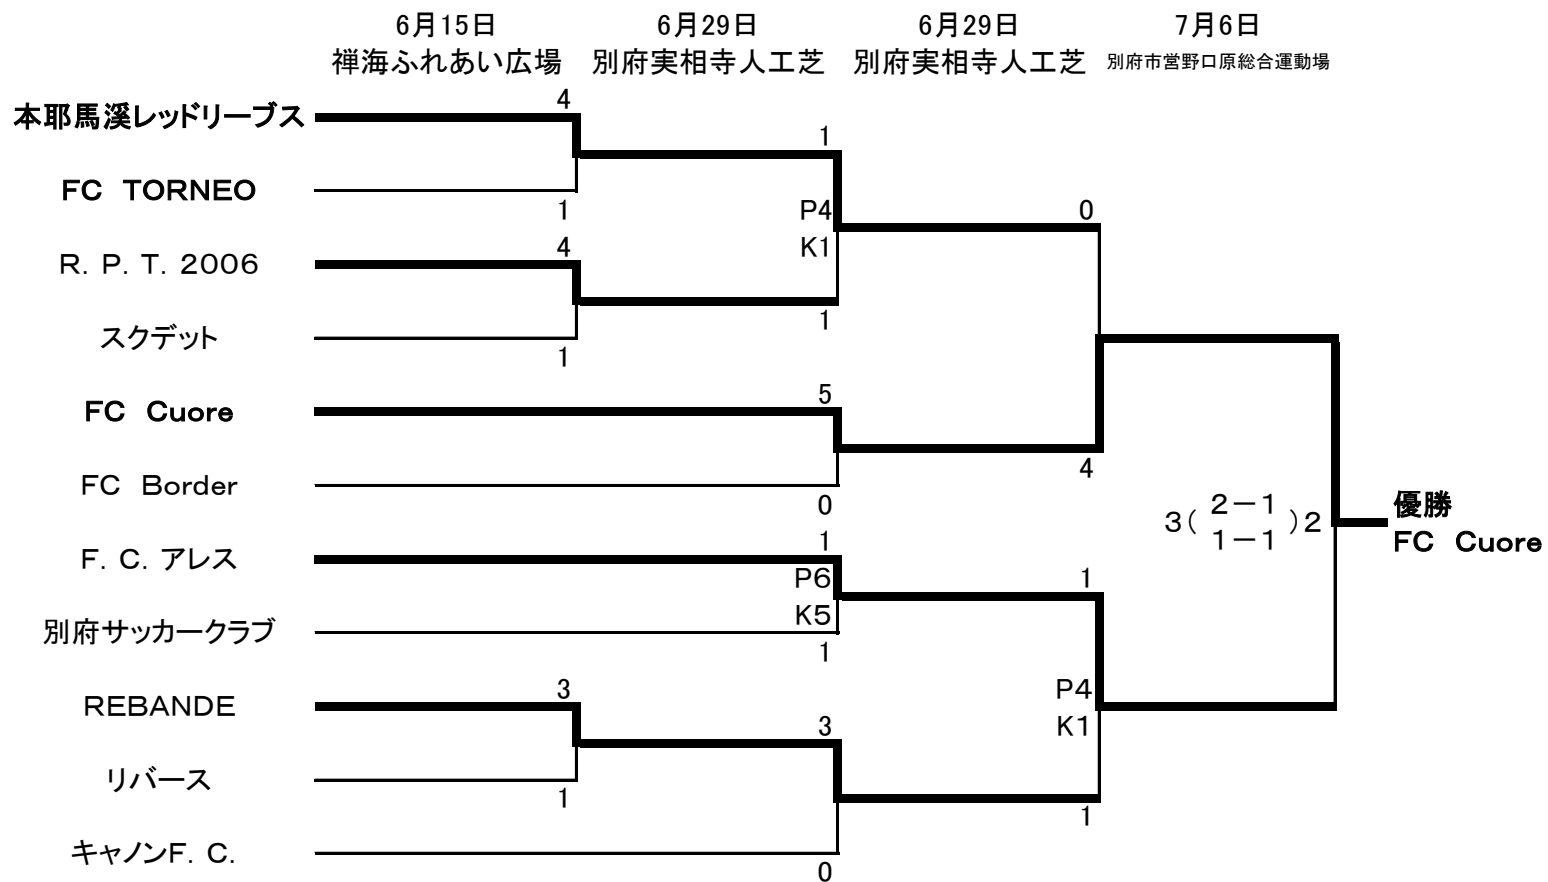 6月15日 6月29日 6月29日 7月6日
禅海ふれあい広場 別府実相寺人工芝 別府実相寺人工芝 別府市営野口原総合運動場
4
本耶馬溪レッドリーブス
1
FC TORNEO
1
P4 0
4 K1
R. P. T. 2006
1
スクデット
1
5
FC Cuore
4
FC Border
0
2－1 優勝
3( )2
1－1 FC Cuore
1
F. C. アレス
P6 1
K5
別府サッカークラブ
1
3 P4
REBANDE
3 K1
リバース
1
1
キャノンF. C.
0